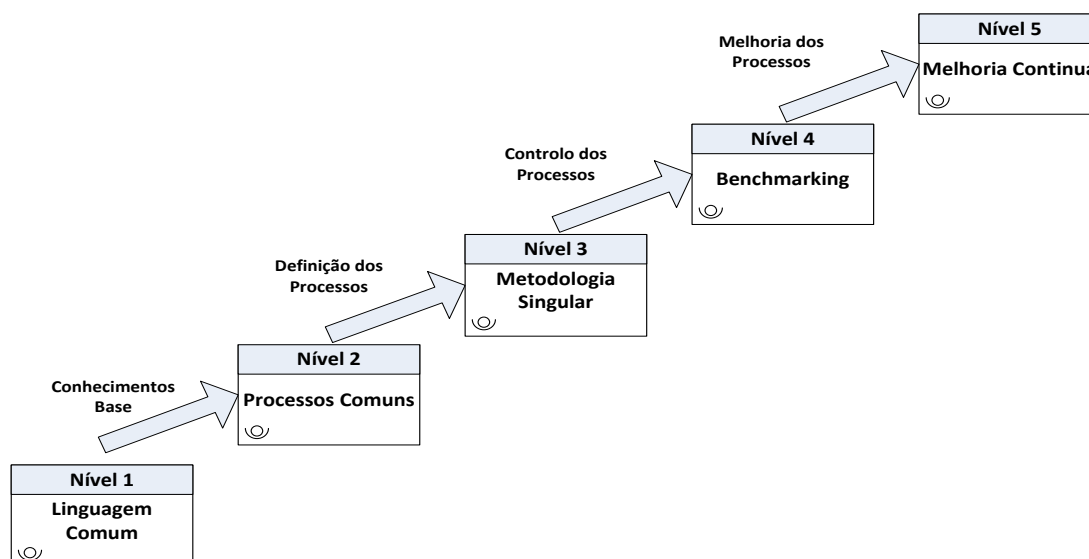 Nível 5
Melhoria Continua
Melhoria dos
Processos
Nível 4
Benchmarking
Controlo dos
Processos
Nível 3
Metodologia
Singular
Definição dos
Processos
Nível 2
Processos Comuns
Conhecimentos
Base
Nível 1
Linguagem
Comum